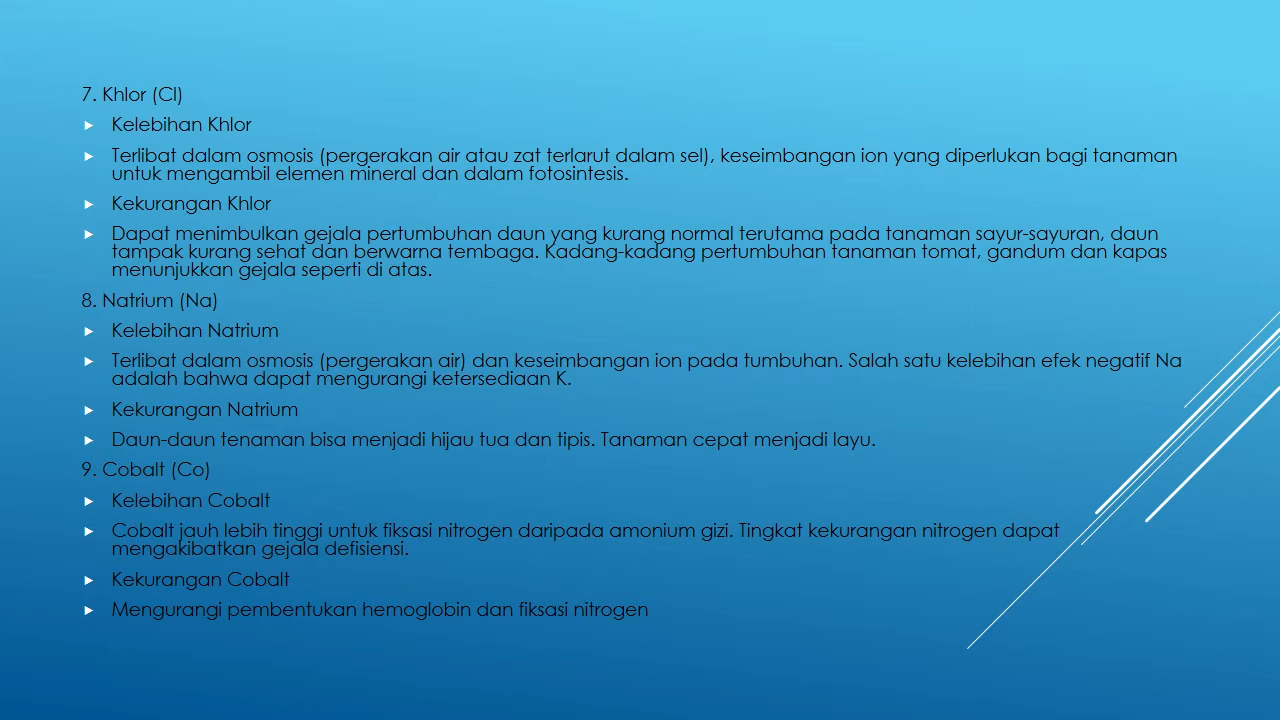 7. Khlor (Cl)
Kelebihan Khlor
Terlibat dalam osmosis (pergerakan air atau zat terlarut dalam sel), keseimbangan ion yang diperlukan bagi tanaman
untuk mengambil elemen mineral dan dalam fotosintesis.
Kekurangan Khlor
Dapat menimbulkan gejala pertumbuhan daun yang kurang normal terutama pada tanaman sayur-sayuran, daun
tampak kurang sehat dan berwarna tembaga. Kadang-kadang pertumbuhan tanaman tomat, gandum dan kapas
menunjukkan gejala seperti di atas.
8. Natrium (Na)
Kelebihan Natrium
Terlibat dalam osmosis (pergerakan air) dan keseimbangan ion pada tumbuhan. Salah satu kelebihan efek negatif Na
adalah bahwa dapat mengurangi ketersediaan K.
Kekurangan Natrium
Daun-daun tenaman bisa menjadi hijau tua dan tipis. Tanaman cepat menjadi layu.
9. Cobalt (Co)
Kelebihan Cobalt
Cobalt jauh lebih tinggi untuk fiksasi nitrogen daripada amonium gizi. Tingkat kekurangan nitrogen dapat
mengakibatkan gejala defisiensi.
Kekurangan Cobalt
Mengurangi pembentukan hemoglobin dan fiksasi nitrogen